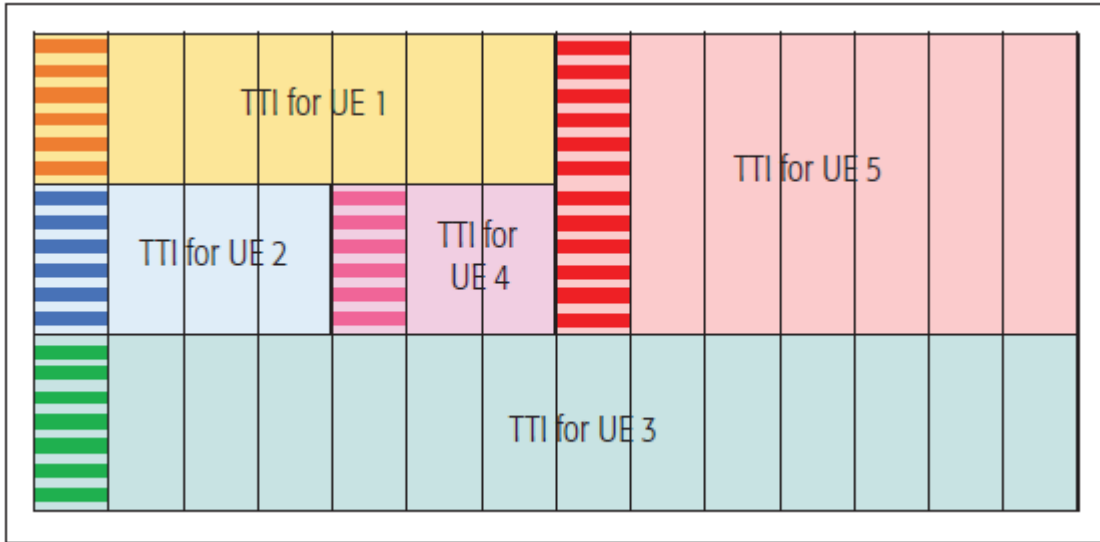 TTI for UE 1
TTI for UE 5
TTI for UE 2
TTI for
UE 4
TTI for UE 3